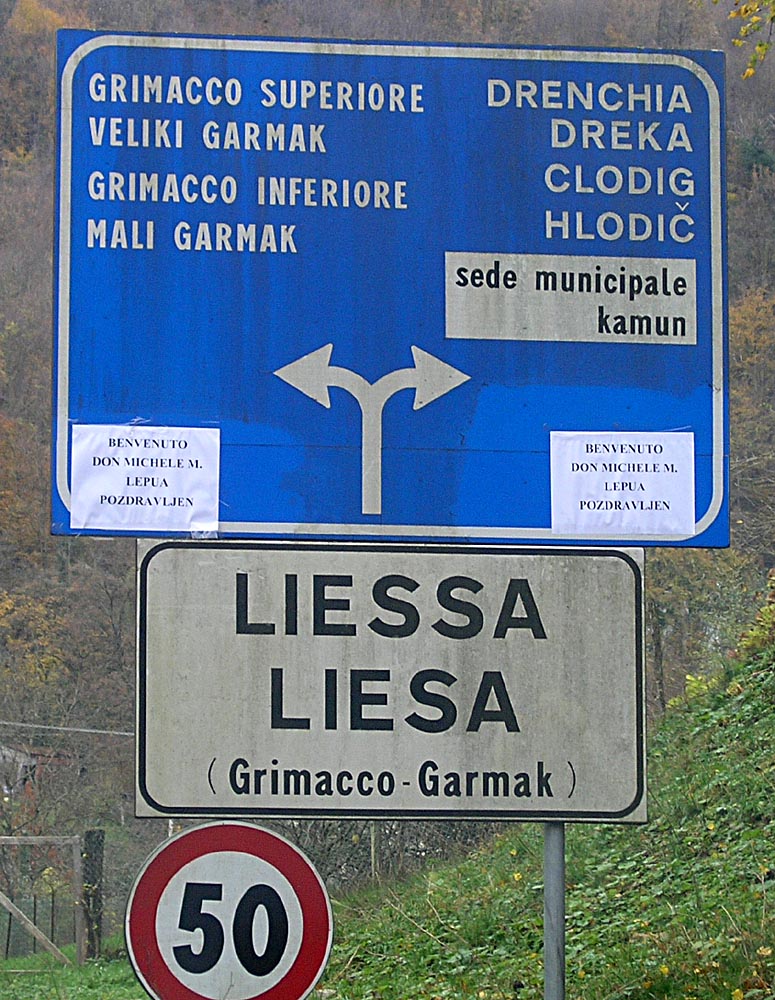 GRIMACCO SUPERIORE
VELIKI GARMAK
GRIMACCO INFERIORE
MALI GARMAK
DRENCHIA
DREKA
CLODIG
HLODIČ
sede municipale
kamun
BENVENUTO
DON MICHELE M.
LEPUA
POZDRAVLJEN
BENVENUTO
DON MICHELE M.
LEPUA
POZDRAVLJEN
LIESSA
LIESA
(Grimacco-Garmak)
50